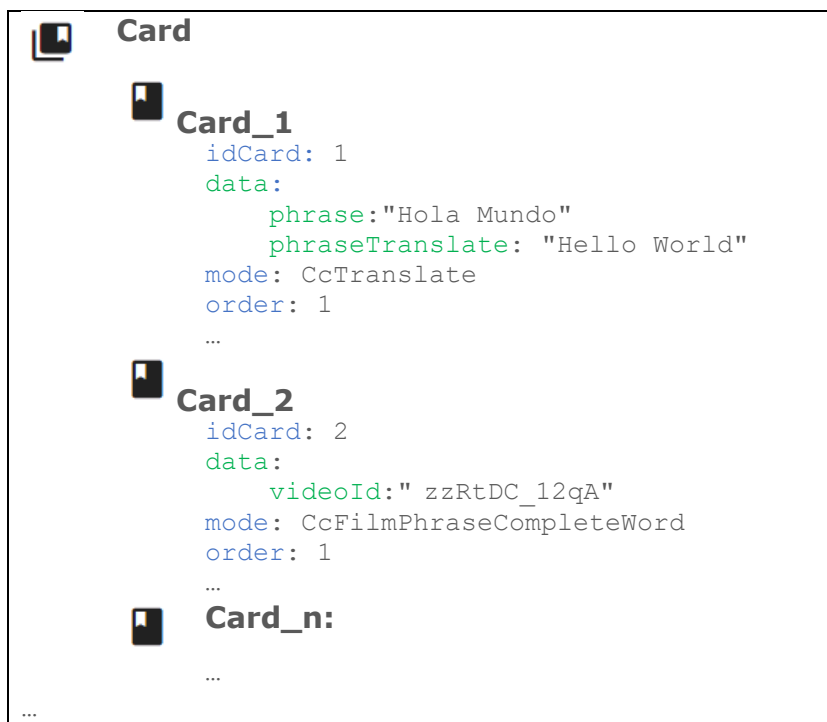 Card
Card_1
idCard: 1
data:
phrase:"Hola Mundo"
phraseTranslate: "Hello World"
mode: CcTranslate
order: 1
…
Card_2
idCard: 2
data:
videoId:" zzRtDC_12qA"
mode: CcFilmPhraseCompleteWord
order: 1
…
Card_n:
…
…